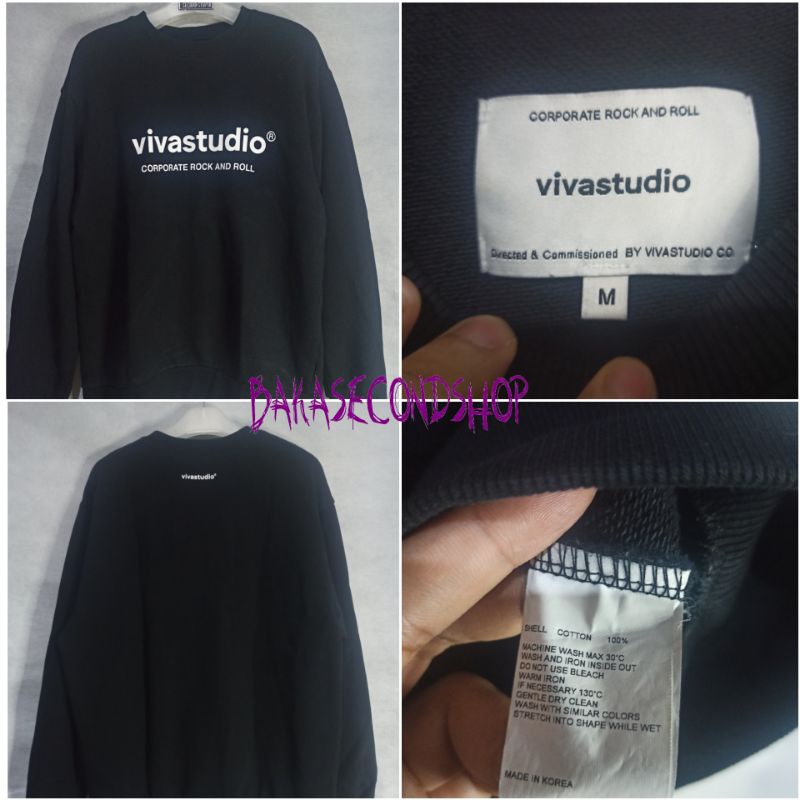 vivastudio®
CORPORATE ROCK AND ROLL
CORPORATE ROCK AND ROLL
vivastudio
Directed & Commissioned BY VIVASTUDIO CO
M
BAKASECONDSHOP
vivastudio®
SHELL COTTON 100%
MACHINE WASH MAX 30°C
WASH AND IRON INSIDE OUT
DO NOT USE BLEACH
WARM IRON
IF NECESSARY 130°C
GENTLE DRY CLEAN
WASH WITH SIMILAR COLORS
STRETCH INTO SHAPE WHILE WET
MADE IN KOREA